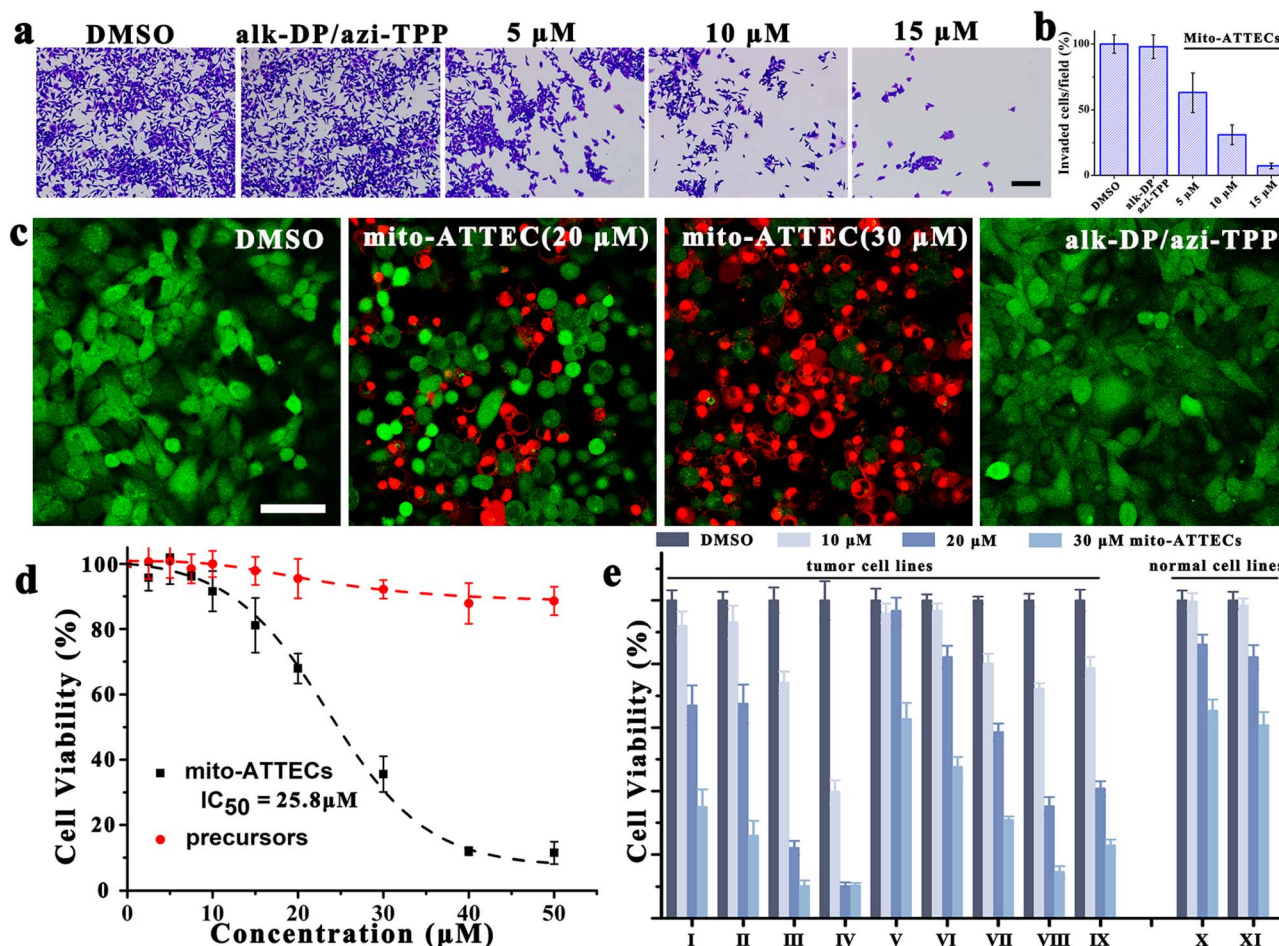 a
DMSO
alk-DP/azi-TPP
5 µM
10 µM
15 µM
b
Invaded cells/field (%)
100
50
0
Mito-ATTECs
DMSO
alk-DP
azi-TPP
5 µM
10 µM
15 µM
c
DMSO
mito-ATTEC(20 µM)
mito-ATTEC(30 µM)
alk-DP/azi-TPP
d
Cell Viability (%)
100
80
60
40
20
0
mito-ATTECs
IC50 = 25.8µM
precursors
0 10 20 30 40 50
Concentration (µM)
e
DMSO 10 µM 20 µM 30 µM mito-ATTECs
tumor cell lines
normal cell lines
Cell Viability (%)
I II III IV V VI VII VIII IX X XI